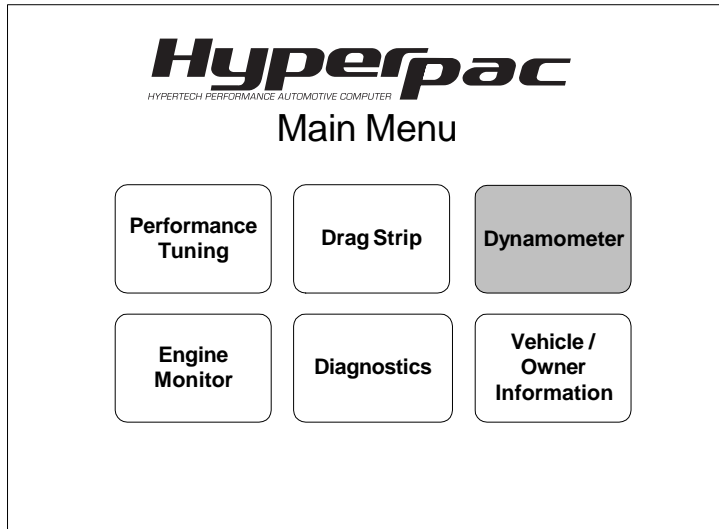 Hyperpac
HYPERTECH PERFORMANCE AUTOMOTIVE COMPUTER
Main Menu
Performance
Tuning
Drag Strip
Dynamometer
Engine
Monitor
Diagnostics
Vehicle /
Owner
Information